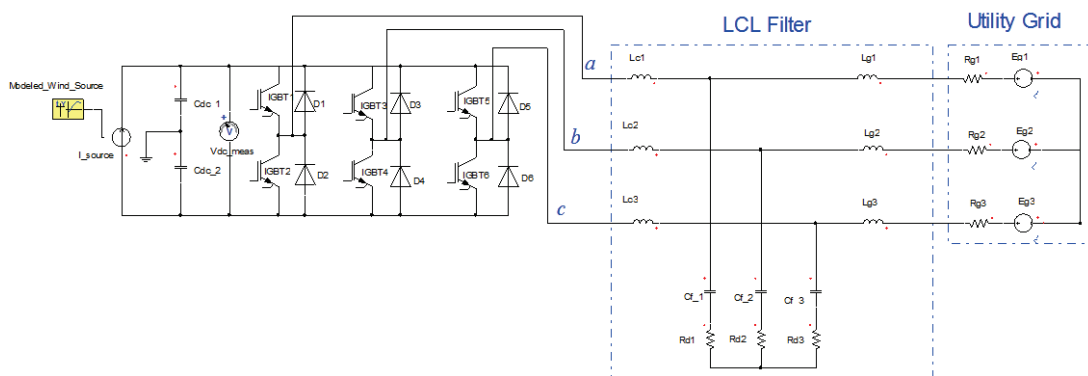 LCL Filter
Utility Grid
a
Lc1
Lg1
Rg1
Eg1
Modeled_Wind_Source
I_source
Cdc_1
Cdc_2
V
Vdc_meas
IGBT1
D1
IGBT3
D3
IGBT5
D5
IGBT2
D2
IGBT4
D4
IGBT6
D6
b
Lc2
Lg2
Rg2
Eg2
c
Lc3
Lg3
Rg3
Eg3
Cf_1
Cf_2
Cf_3
Rd1
Rd2
Rd3